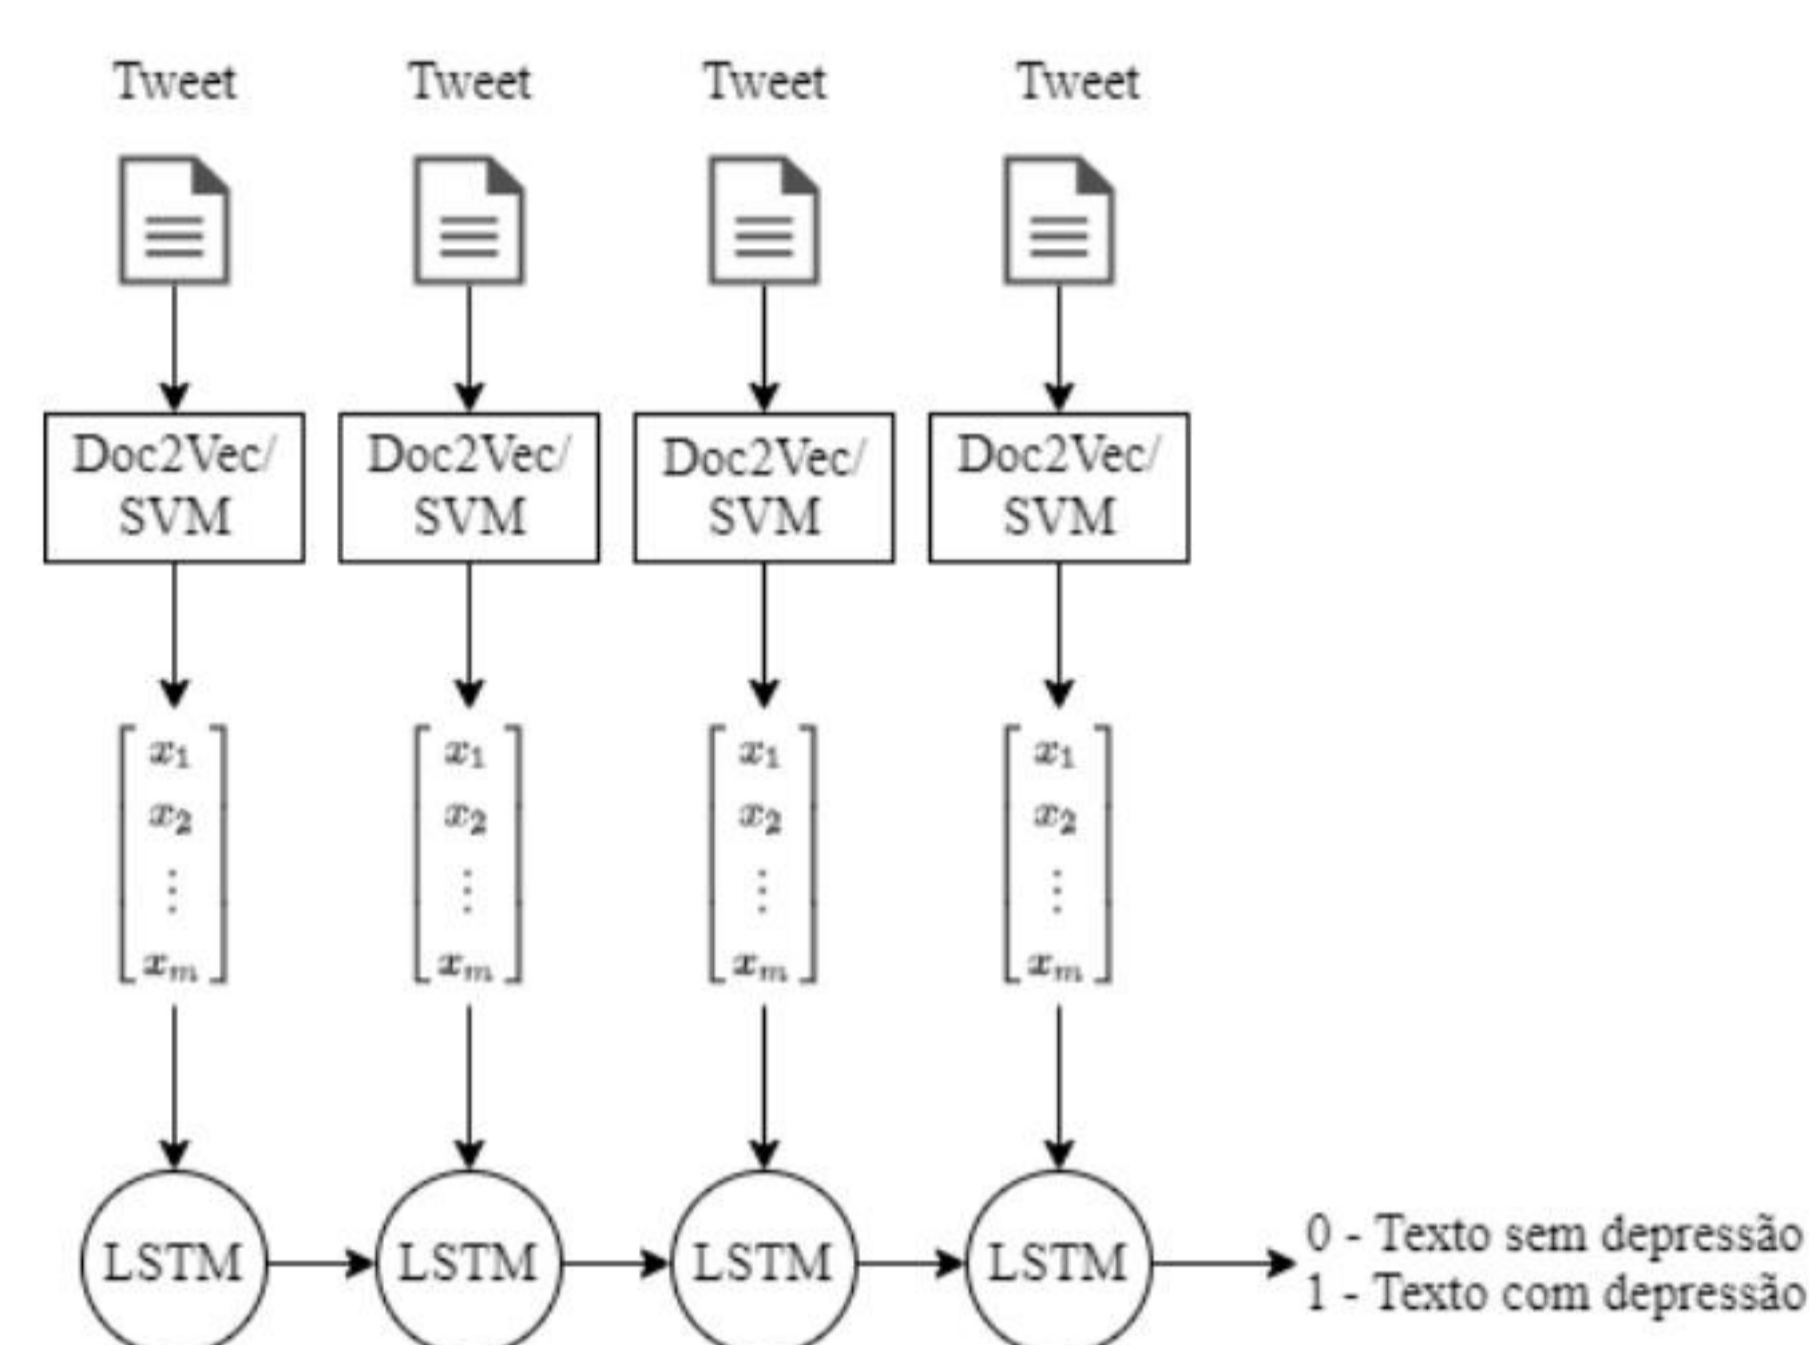 Tweet Tweet Tweet Tweet
Doc2Vec/ Doc2Vec/ Doc2Vec/ Doc2Vec/
SVM SVM SVM SVM
x₁ x₁ x₁ x₁
x₂ x₂ x₂ x₂
⋮ ⋮ ⋮ ⋮
xₘ xₘ xₘ xₘ
LSTM LSTM LSTM LSTM
0 - Texto sem depressão
1 - Texto com depressão